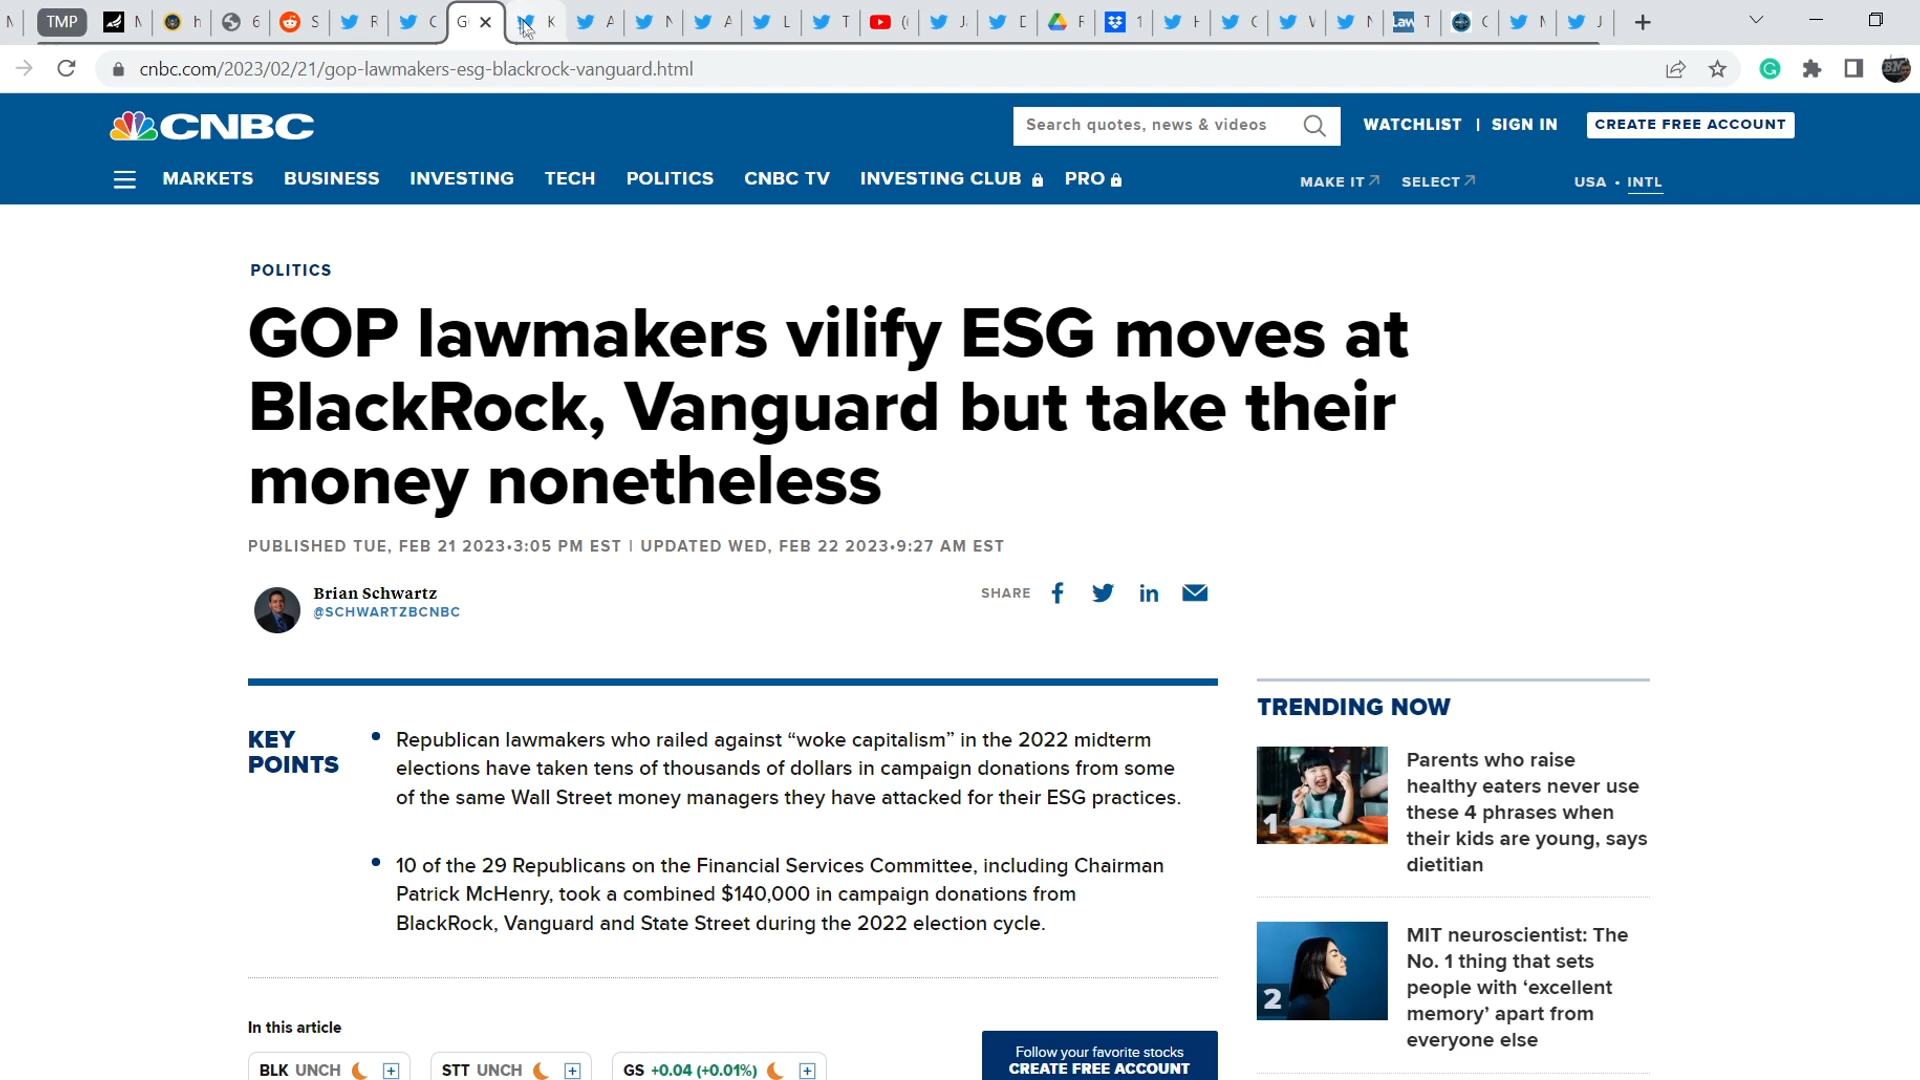 TMP
cnbc.com/2023/02/21/gop-lawmakers-esg-blackrock-vanguard.html
CNBC
Search quotes, news & videos
WATCHLIST | SIGN IN
CREATE FREE ACCOUNT
MARKETS BUSINESS INVESTING TECH POLITICS CNBC TV INVESTING CLUB PRO
MAKE IT SELECT
USA • INTL
POLITICS
GOP lawmakers vilify ESG moves at
BlackRock, Vanguard but take their
money nonetheless
PUBLISHED TUE, FEB 21 2023•3:05 PM EST | UPDATED WED, FEB 22 2023•9:27 AM EST
Brian Schwartz
@SCHWARTZBCNBC
SHARE
KEY
POINTS
• Republican lawmakers who railed against “woke capitalism” in the 2022 midterm
elections have taken tens of thousands of dollars in campaign donations from some
of the same Wall Street money managers they have attacked for their ESG practices.
• 10 of the 29 Republicans on the Financial Services Committee, including Chairman
Patrick McHenry, took a combined $140,000 in campaign donations from
BlackRock, Vanguard and State Street during the 2022 election cycle.
In this article
BLK UNCH
STT UNCH
GS +0.04 (+0.01%)
Follow your favorite stocks
CREATE FREE ACCOUNT
TRENDING NOW
1
Parents who raise
healthy eaters never use
these 4 phrases when
their kids are young, says
dietitian
2
MIT neuroscientist: The
No. 1 thing that sets
people with ‘excellent
memory’ apart from
everyone else